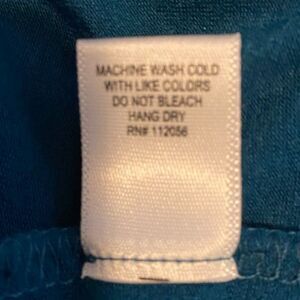 MACHINE WASH COLD
WITH LIKE COLORS
DO NOT BLEACH
HANG DRY
RN# 112056